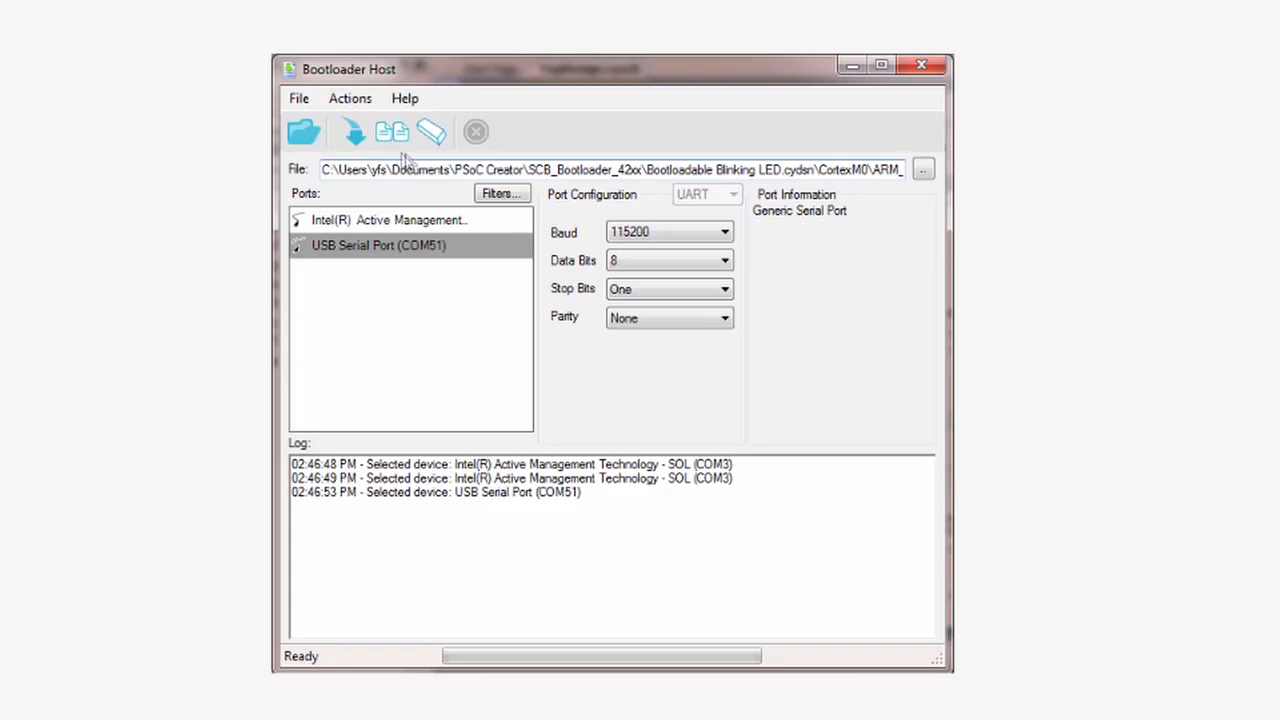 Bootloader Host
File Actions Help
File: C:\Users\yfs\Documents\PSoC Creator\SCB_Bootloader_42xx\Bootloadable Blinking LED.cydsn\CortexM0\ARM_ ..
Ports: Filters... Port Configuration UART Port Information
Generic Serial Port
Intel(R) Active Management..
USB Serial Port (COM51)
Baud 115200
Data Bits 8
Stop Bits One
Parity None
Log:
02:46:48 PM - Selected device: Intel(R) Active Management Technology - SOL (COM3)
02:46:49 PM - Selected device: Intel(R) Active Management Technology - SOL (COM3)
02:46:53 PM - Selected device: USB Serial Port (COM51)
Ready